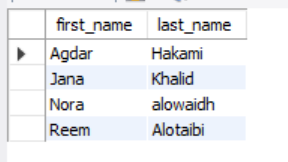 first_name last_name
Agdar Hakami
Jana Khalid
Nora alowaidh
Reem Alotaibi